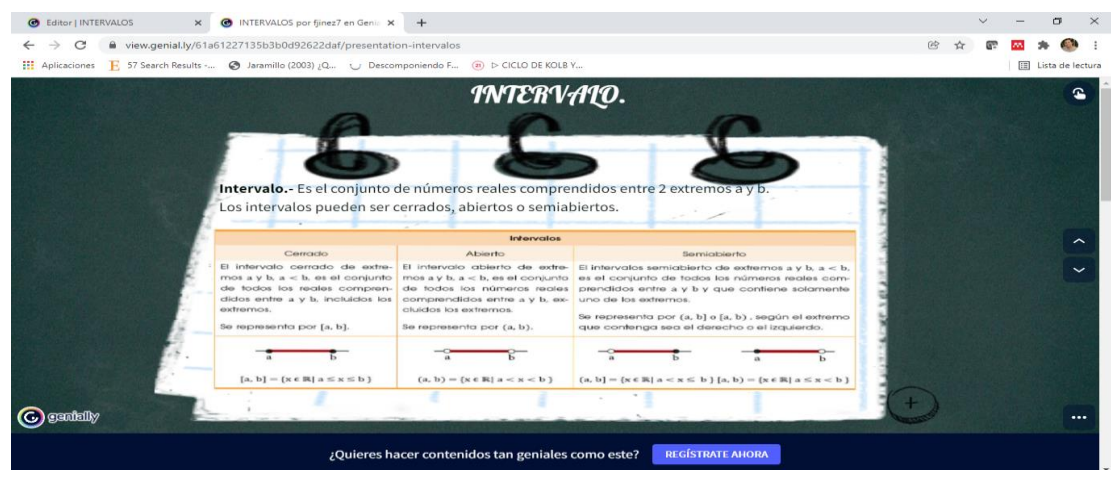 Editor | INTERVALOS
INTERVALOS por fjinez7 en Genia
view.genial.ly/61a61227135b3b0d92622daf/presentation-intervalos
Aplicaciones
57 Search Results -...
Jaramillo (2003) ¿Q...
Descomponiendo F...
▷ CICLO DE KOLB Y...
Lista de lectura
INTERVALO.
Intervalo.- Es el conjunto de números reales comprendidos entre 2 extremos a y b.
Los intervalos pueden ser cerrados, abiertos o semiabiertos.
Intervalos
Cerrado
El intervalo cerrado de extre-
mos a y b, a < b, es el conjunto
de todos los reales compren-
didos entre a y b, incluidos los
extremos.
Se representa por [a, b].
a b
[a, b] = {x ∈ ℝ| a ≤ x ≤ b }
Abierto
El intervalo abierto de extre-
mos a y b, a < b, es el conjunto
de todos los números reales
comprendidos entre a y b, ex-
cluidos los extremos.
Se representa por (a, b).
a b
(a, b) = {x ∈ ℝ| a < x < b }
Semiabierto
El intervalos semiabierto de extremos a y b, a < b,
es el conjunto de todos los números reales com-
prendidos entre a y b y que contiene solamente
uno de los extremos.
Se representa por (a, b] o [a, b) , según el extremo
que contenga sea el derecho o el izquierdo.
a b a b
(a, b] = {x ∈ ℝ| a < x ≤ b } [a, b) = {x ∈ ℝ| a ≤ x < b }
genially
¿Quieres hacer contenidos tan geniales como este?
REGÍSTRATE AHORA